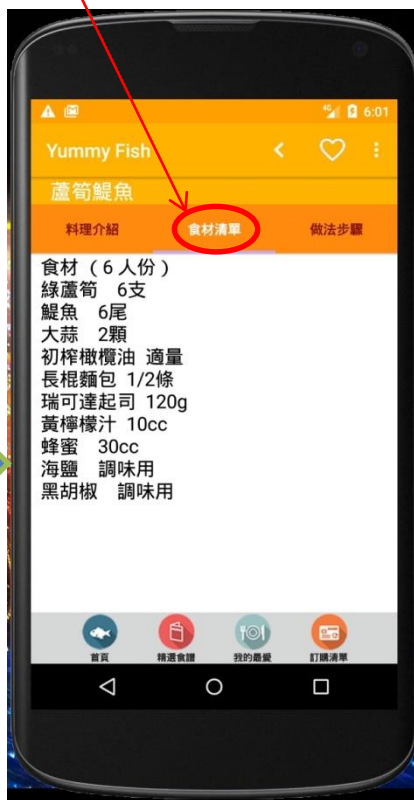 4G 6:01
Yummy Fish
蘆筍鯷魚
料理介紹 食材清單 做法步驟
食材（6人份）
綠蘆筍 6支
鯷魚 6尾
大蒜 2顆
初榨橄欖油 適量
長棍麵包 1/2條
瑞可達起司 120g
黃檸檬汁 10cc
蜂蜜 30cc
海鹽 調味用
黑胡椒 調味用
首頁 精選食譜 我的最愛 訂購清單